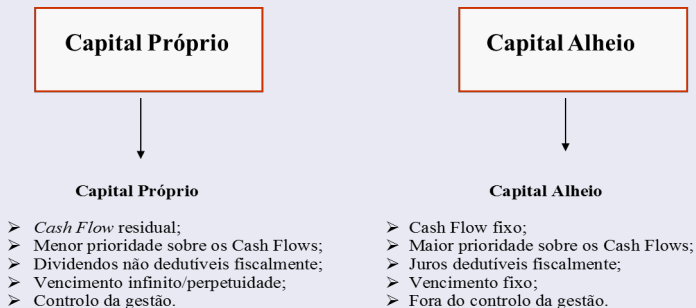 Capital Próprio
Capital Alheio
Capital Próprio
➢ Cash Flow residual;
➢ Menor prioridade sobre os Cash Flows;
➢ Dividendos não dedutíveis fiscalmente;
➢ Vencimento infinito/perpetuidade;
➢ Controlo da gestão.
Capital Alheio
➢ Cash Flow fixo;
➢ Maior prioridade sobre os Cash Flows;
➢ Juros dedutíveis fiscalmente;
➢ Vencimento fixo;
➢ Fora do controlo da gestão.